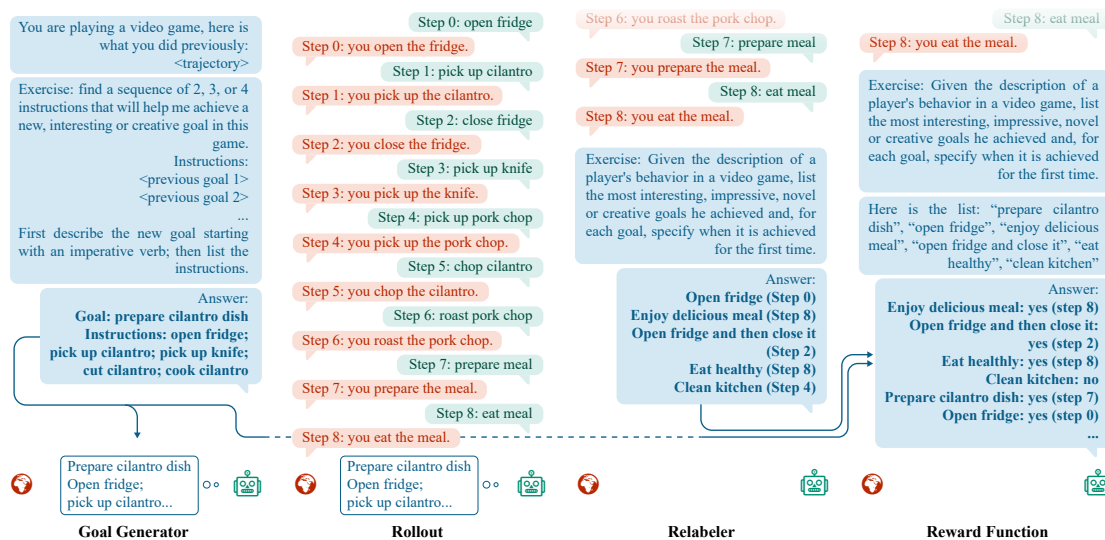 You are playing a video game, here is
what you did previously:
<trajectory>
Exercise: find a sequence of 2, 3, or 4
instructions that will help me achieve a
new, interesting or creative goal in this
game.
Instructions:
<previous goal 1>
<previous goal 2>
...
First describe the new goal starting
with an imperative verb; then list the
instructions.
Answer:
Goal: prepare cilantro dish
Instructions: open fridge;
pick up cilantro; pick up knife;
cut cilantro; cook cilantro
Prepare cilantro dish
Open fridge;
pick up cilantro...
Goal Generator
Step 0: open fridge
Step 0: you open the fridge.
Step 1: pick up cilantro
Step 1: you pick up the cilantro.
Step 2: close fridge
Step 2: you close the fridge.
Step 3: pick up knife
Step 3: you pick up the knife.
Step 4: pick up pork chop
Step 4: you pick up the pork chop.
Step 5: chop cilantro
Step 5: you chop the cilantro.
Step 6: roast pork chop
Step 6: you roast the pork chop.
Step 7: prepare meal
Step 7: you prepare the meal.
Step 8: eat meal
Step 8: you eat the meal.
Prepare cilantro dish
Open fridge;
pick up cilantro...
Rollout
Step 6: you roast the pork chop.
Step 7: prepare meal
Step 7: you prepare the meal.
Step 8: eat meal
Step 8: you eat the meal.
Exercise: Given the description of a
player's behavior in a video game, list
the most interesting, impressive, novel
or creative goals he achieved and, for
each goal, specify when it is achieved
for the first time.
Answer:
Open fridge (Step 0)
Enjoy delicious meal (Step 8)
Open fridge and then close it
(Step 2)
Eat healthy (Step 8)
Clean kitchen (Step 4)
Relabeler
Step 8: eat meal
Step 8: you eat the meal.
Exercise: Given the description of a
player's behavior in a video game, list
the most interesting, impressive, novel
or creative goals he achieved and, for
each goal, specify when it is achieved
for the first time.
Here is the list: “prepare cilantro
dish”, “open fridge”, “enjoy delicious
meal”, “open fridge and close it”, “eat
healthy”, “clean kitchen”
Answer:
Enjoy delicious meal: yes (step 8)
Open fridge and then close it:
yes (step 2)
Eat healthly: yes (step 8)
Clean kitchen: no
Prepare cilantro dish: yes (step 7)
Open fridge: yes (step 0)
...
Reward Function